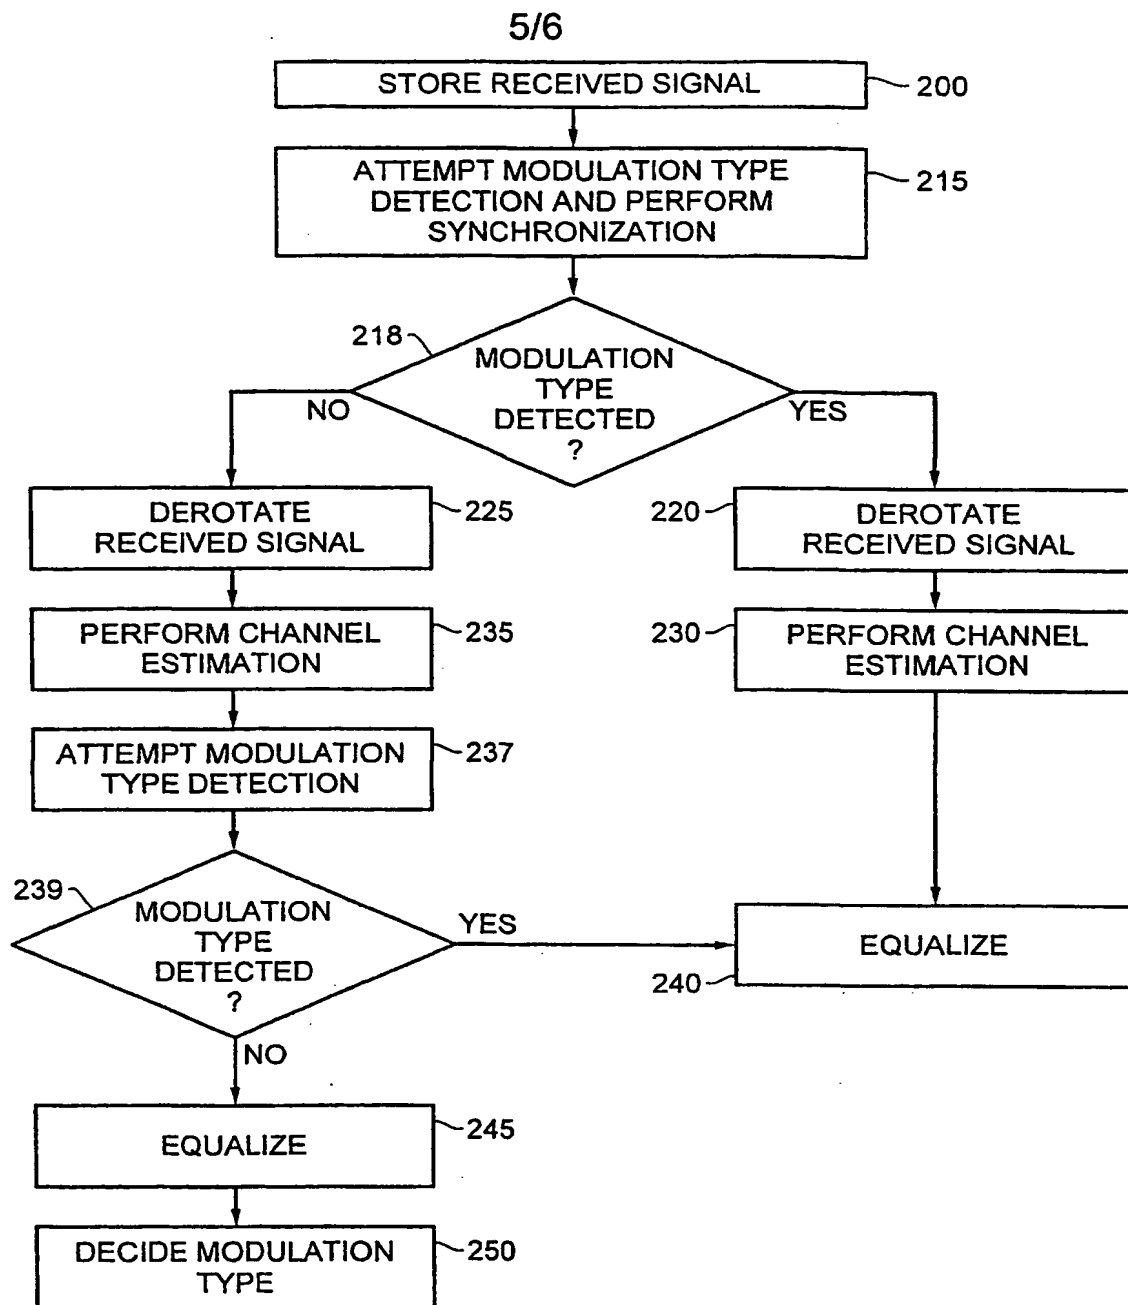 5/6
STORE RECEIVED SIGNAL
200
ATTEMPT MODULATION TYPE
DETECTION AND PERFORM
SYNCHRONIZATION
215
218
MODULATION
TYPE
DETECTED
?
NO
YES
DEROTATE
RECEIVED SIGNAL
225
220
DEROTATE
RECEIVED SIGNAL
PERFORM CHANNEL
ESTIMATION
235
230
PERFORM CHANNEL
ESTIMATION
ATTEMPT MODULATION
TYPE DETECTION
237
239
MODULATION
TYPE
DETECTED
?
YES
EQUALIZE
240
NO
EQUALIZE
245
DECIDE MODULATION
TYPE
250